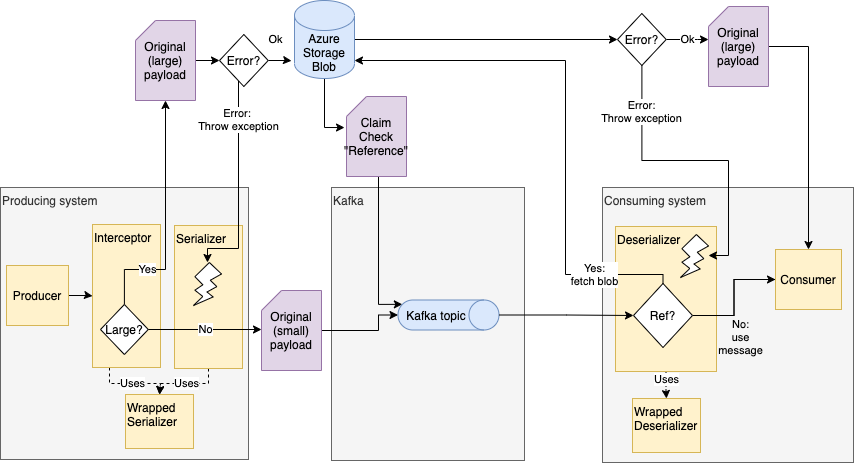 Original
(large)
payload
Error?
Ok
Azure
Storage
Blob
Error?
Ok
Original
(large)
payload
Error:
Throw exception
Claim
Check
"Reference"
Error:
Throw exception
Producing system
Kafka
Consuming system
Interceptor
Serializer
Deserializer
Yes
Yes:
fetch blob
Producer
Consumer
Large?
No
Original
(small)
payload
Kafka topic
Ref?
No:
use
message
Uses
Uses
Uses
Wrapped
Serializer
Wrapped
Deserializer